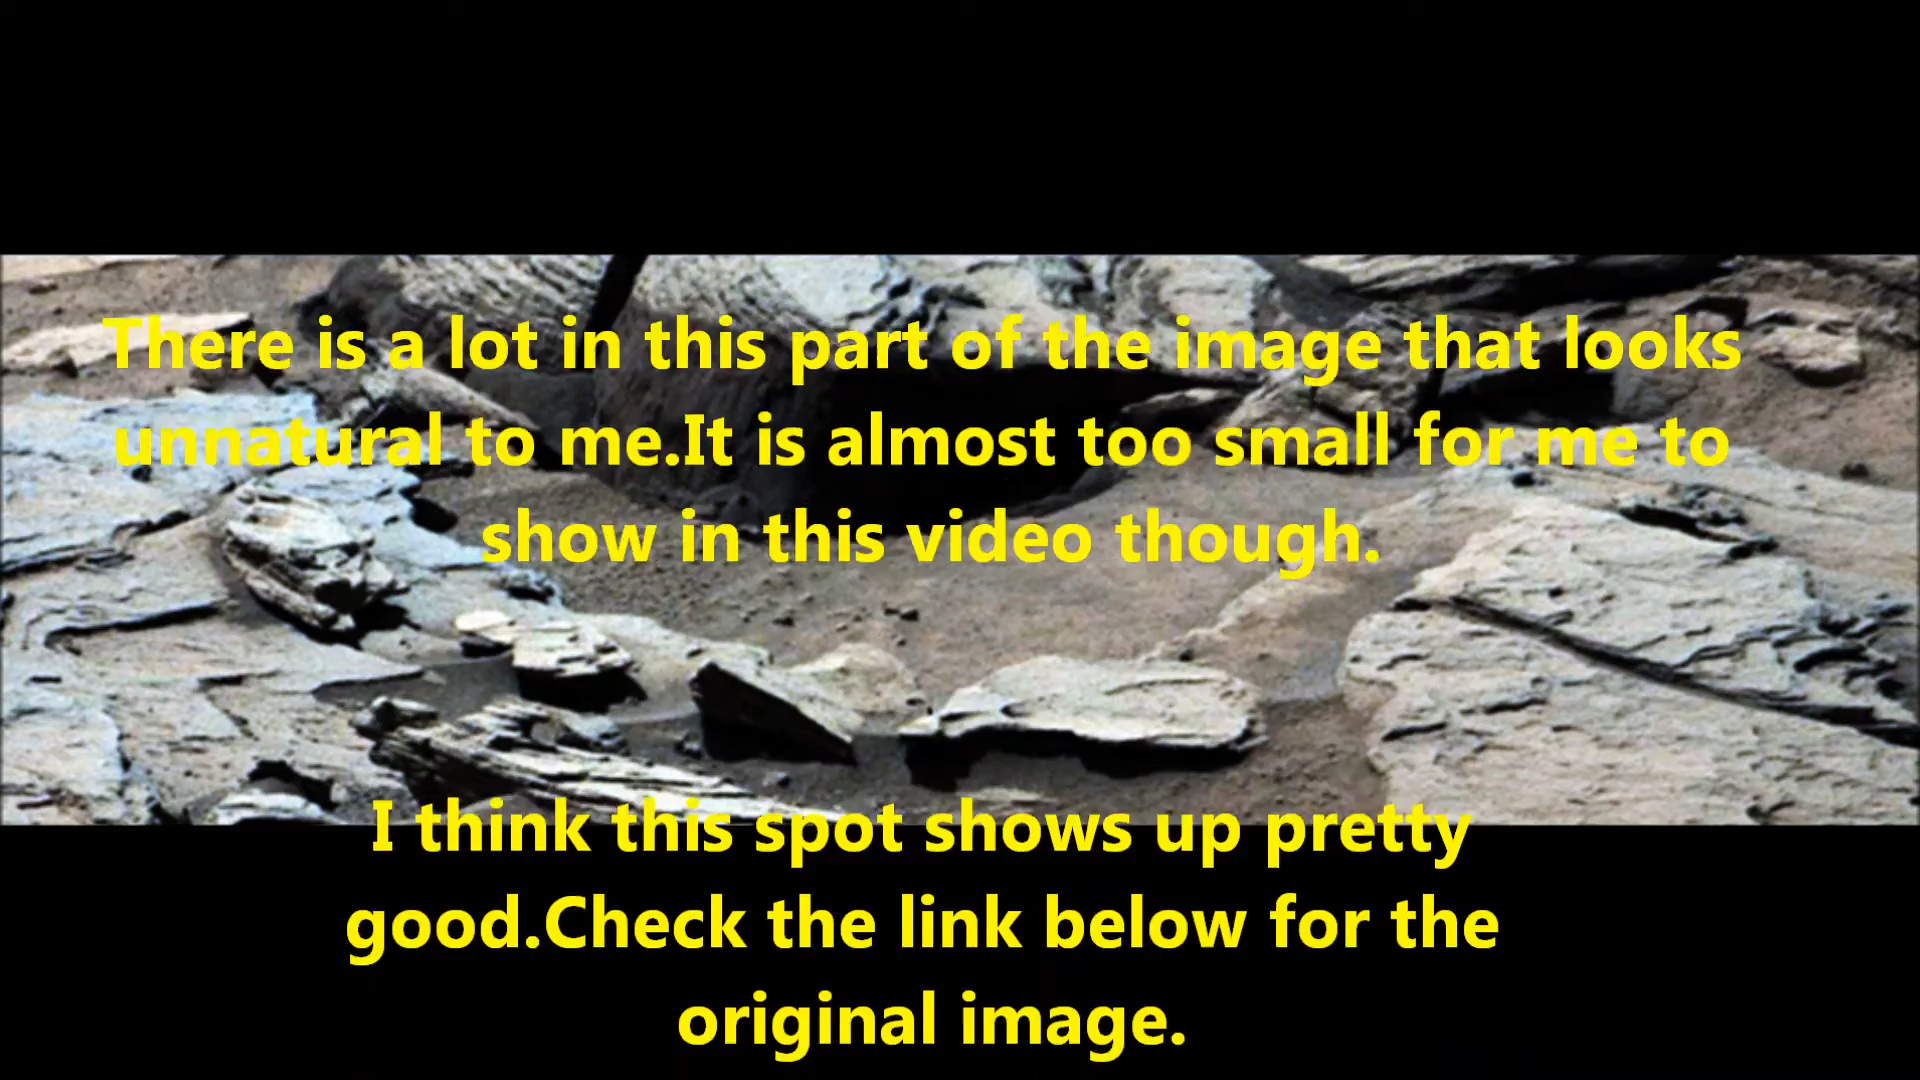 There is a lot in this part of the image that looks
unnatural to me.It is almost too small for me to
show in this video though.
I think this spot shows up pretty
good.Check the link below for the
original image.